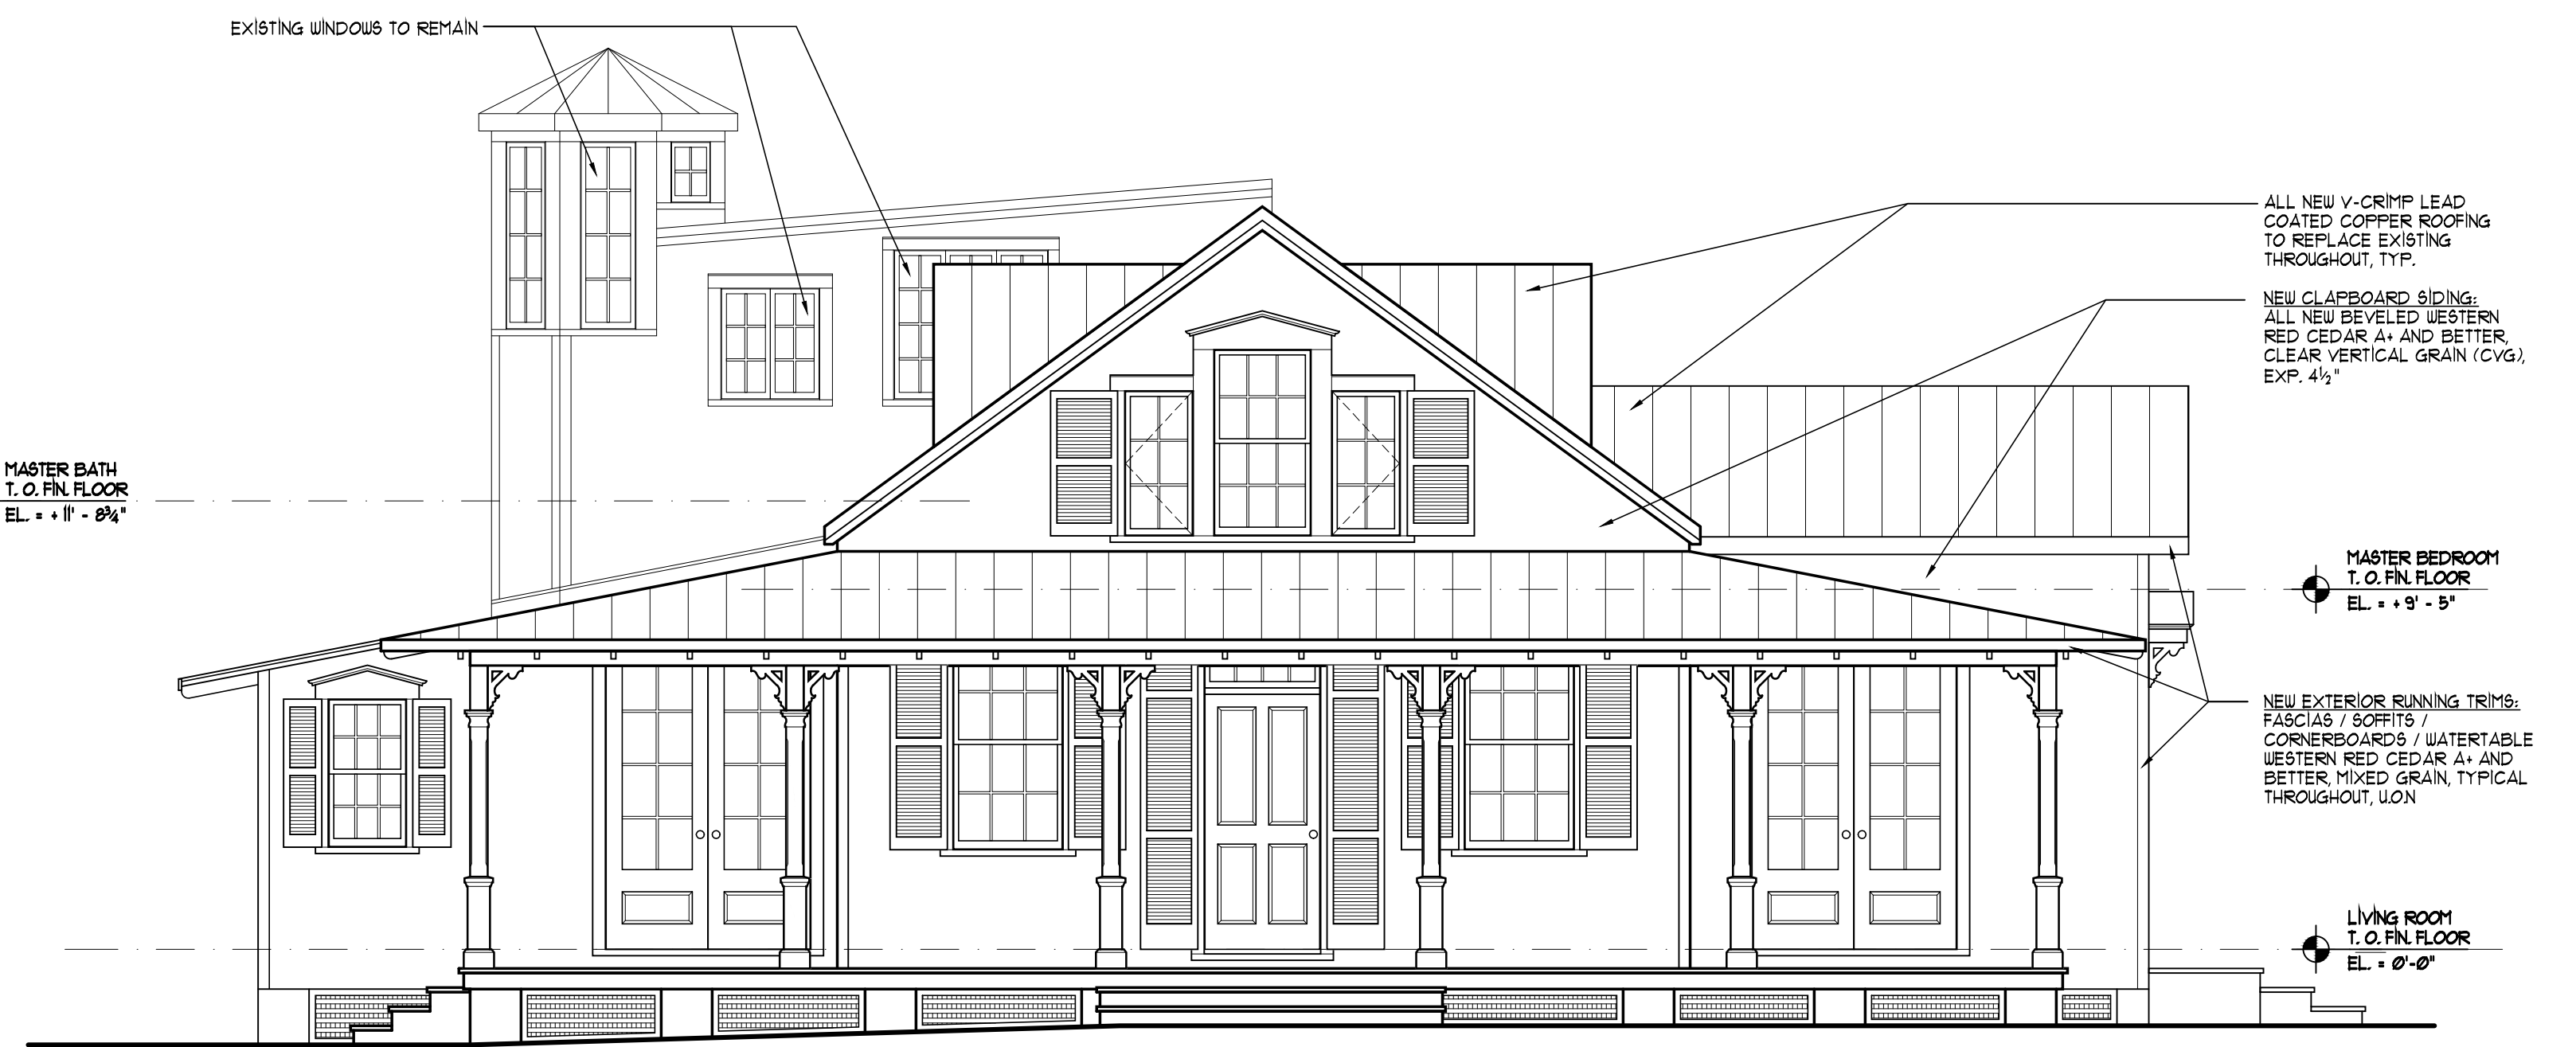 EXISTING WINDOWS TO REMAIN
ALL NEW V-CRIMP LEAD
COATED COPPER ROOFING
TO REPLACE EXISTING
THROUGHOUT, TYP.
NEW CLAPBOARD SIDING:
ALL NEW BEVELED WESTERN
RED CEDAR A+ AND BETTER,
CLEAR VERTICAL GRAIN (CVG),
EXP. 4½"
MASTER BATH
T. O. FIN. FLOOR
EL. = + 11' - 8¾"
MASTER BEDROOM
T. O. FIN. FLOOR
EL. = + 9' - 5"
NEW EXTERIOR RUNNING TRIMS:
FASCIAS / SOFFITS /
CORNERBOARDS / WATERTABLE
WESTERN RED CEDAR A+ AND
BETTER, MIXED GRAIN, TYPICAL
THROUGHOUT, U.O.N
LIVING ROOM
T. O. FIN. FLOOR
EL. = 0'-0"